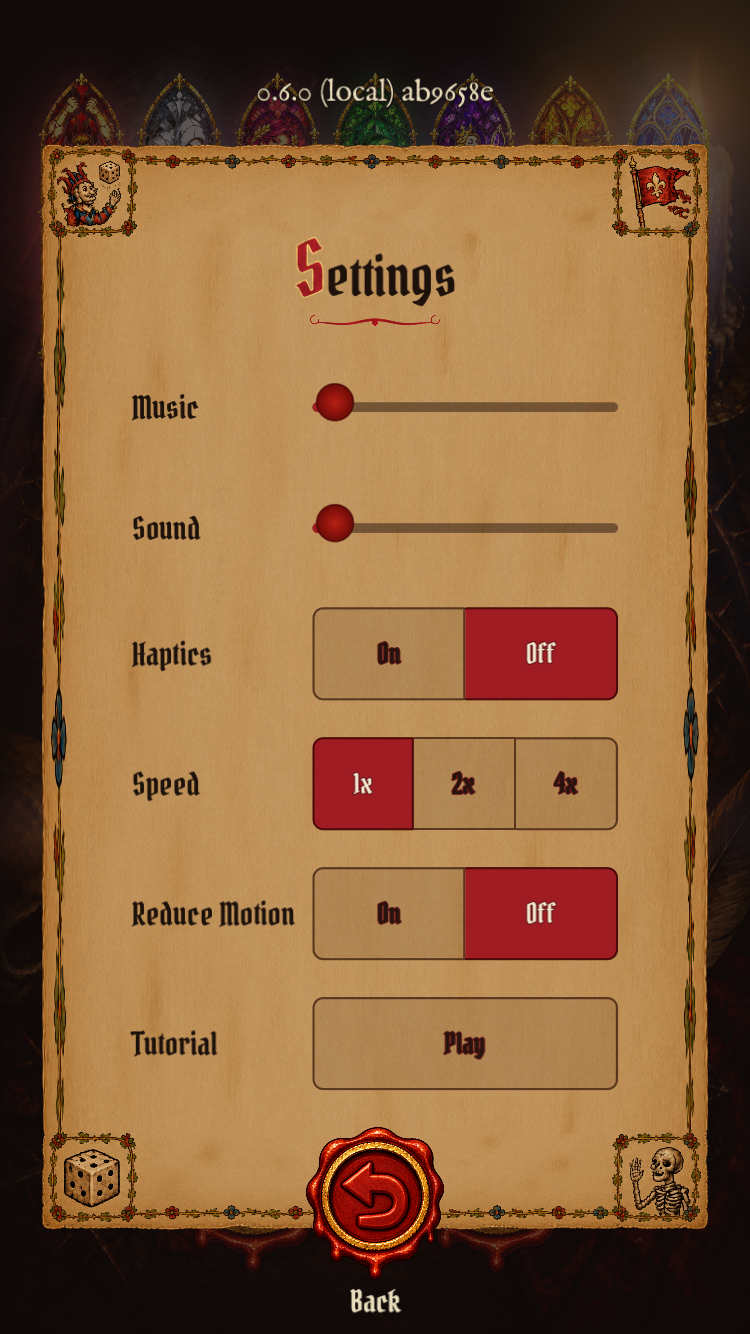 0.6.0 (local) ab9658e
Settings
Music
Sound
Haptics On Off
Speed 1x 2x 4x
Reduce Motion On Off
Tutorial Play
Back